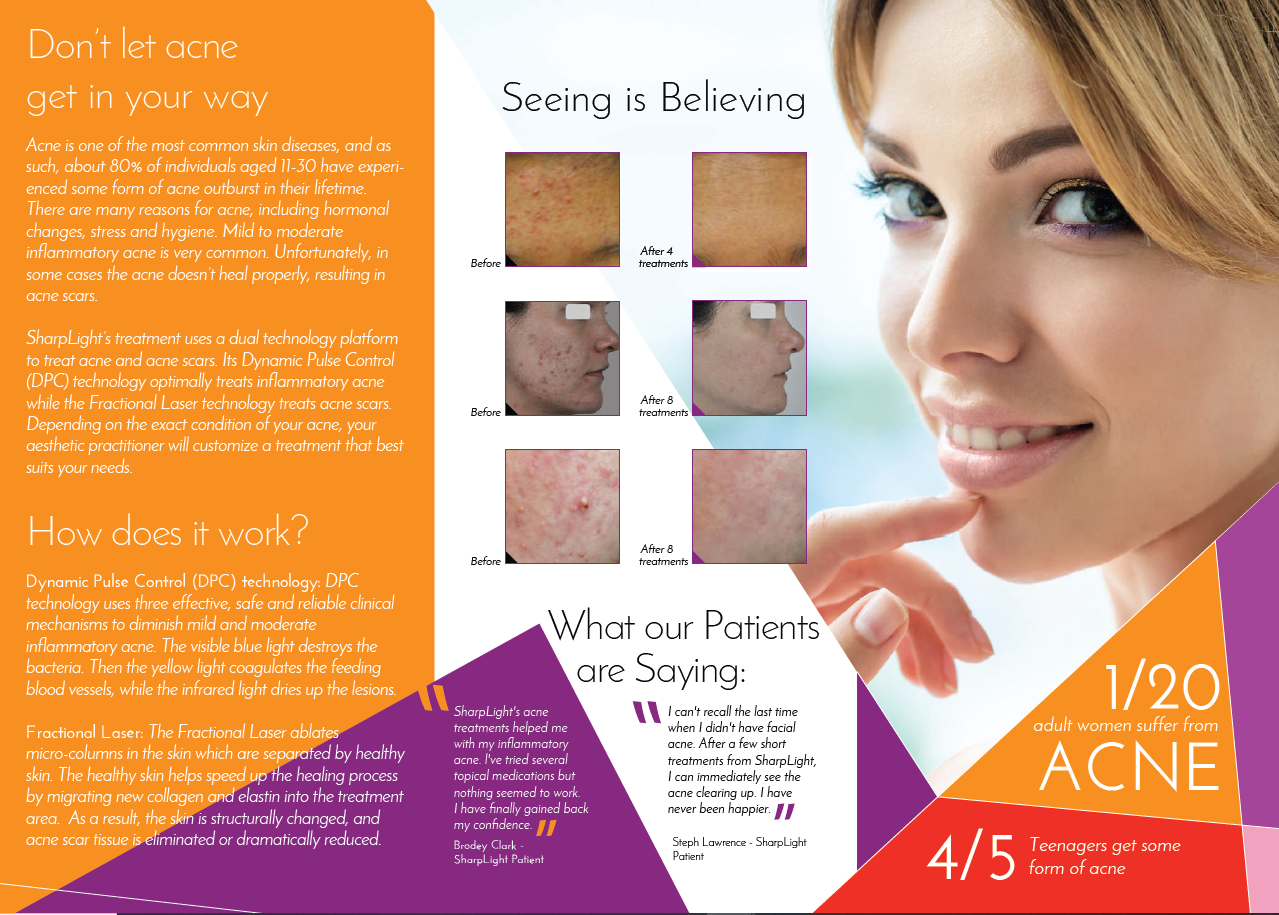 Don't let acne
get in your way
Acne is one of the most common skin diseases, and as
such, about 80% of individuals aged 11-30 have experi-
enced some form of acne outburst in their lifetime.
There are many reasons for acne, including hormonal
changes, stress and hygiene. Mild to moderate
inflammatory acne is very common. Unfortunately, in
some cases the acne doesn't heal properly, resulting in
acne scars.
SharpLight's treatment uses a dual technology platform
to treat acne and acne scars. Its Dynamic Pulse Control
(DPC) technology optimally treats inflammatory acne
while the Fractional Laser technology treats acne scars.
Depending on the exact condition of your acne, your
aesthetic practitioner will customize a treatment that best
suits your needs.
How does it work?
Dynamic Pulse Control (DPC) technology: DPC
technology uses three effective, safe and reliable clinical
mechanisms to diminish mild and moderate
inflammatory acne. The visible blue light destroys the
bacteria. Then the yellow light coagulates the feeding
blood vessels, while the infrared light dries up the lesions.
Fractional Laser: The Fractional Laser ablates
micro-columns in the skin which are separated by healthy
skin. The healthy skin helps speed up the healing process
by migrating new collagen and elastin into the treatment
area. As a result, the skin is structurally changed, and
acne scar tissue is eliminated or dramatically reduced.
Seeing is Believing
Before
After 4
treatments
Before
After 8
treatments
Before
After 8
treatments
What our Patients
are Saying:
"
SharpLight's acne
treatments helped me
with my inflammatory
acne. I've tried several
topical medications but
nothing seemed to work.
I have finally gained back
my confidence. "
Brodey Clark -
SharpLight Patient
"
I can't recall the last time
when I didn't have facial
acne. After a few short
treatments from SharpLight,
I can immediately see the
acne clearing up. I have
never been happier. "
Steph Lawrence - SharpLight
Patient
1/20
adult women suffer from
ACNE
4/5
Teenagers get some
form of acne